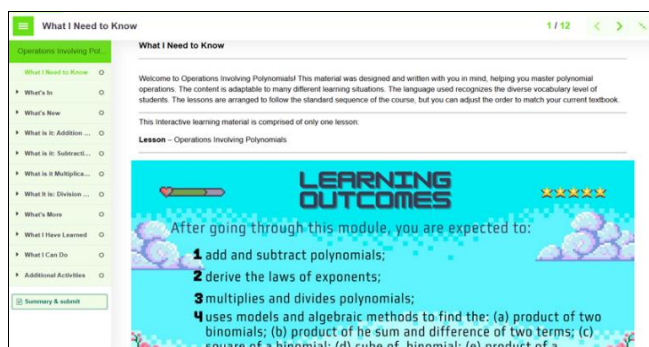 What I Need to Know
1 / 12
Operations Involving Pol...
What I Need to Know
What's In
What's New
What is it: Addition ...
What is it: Subtracti...
What is it Multiplica...
What It is: Division ...
What's More
What I Have Learned
What I Can Do
Additional Activities
Summary & submit
What I Need to Know
Welcome to Operations Involving Polynomials! This material was designed and written with you in mind, helping you master polynomial
operations. The content is adaptable to many different learning situations. The language used recognizes the diverse vocabulary level of
students. The lessons are arranged to follow the standard sequence of the course, but you can adjust the order to match your current textbook.
This Interactive learning material is comprised of only one lesson:
Lesson – Operations Involving Polynomials
LEARNING
OUTCOMES
After going through this module, you are expected to:
1 add and subtract polynomials;
2 derive the laws of exponents;
3 multiplies and divides polynomials;
4 uses models and algebraic methods to find the: (a) product of two
binomials; (b) product of he sum and difference of two terms; (c)
square of a binomial; (d) cube of binomial; (e) product of a